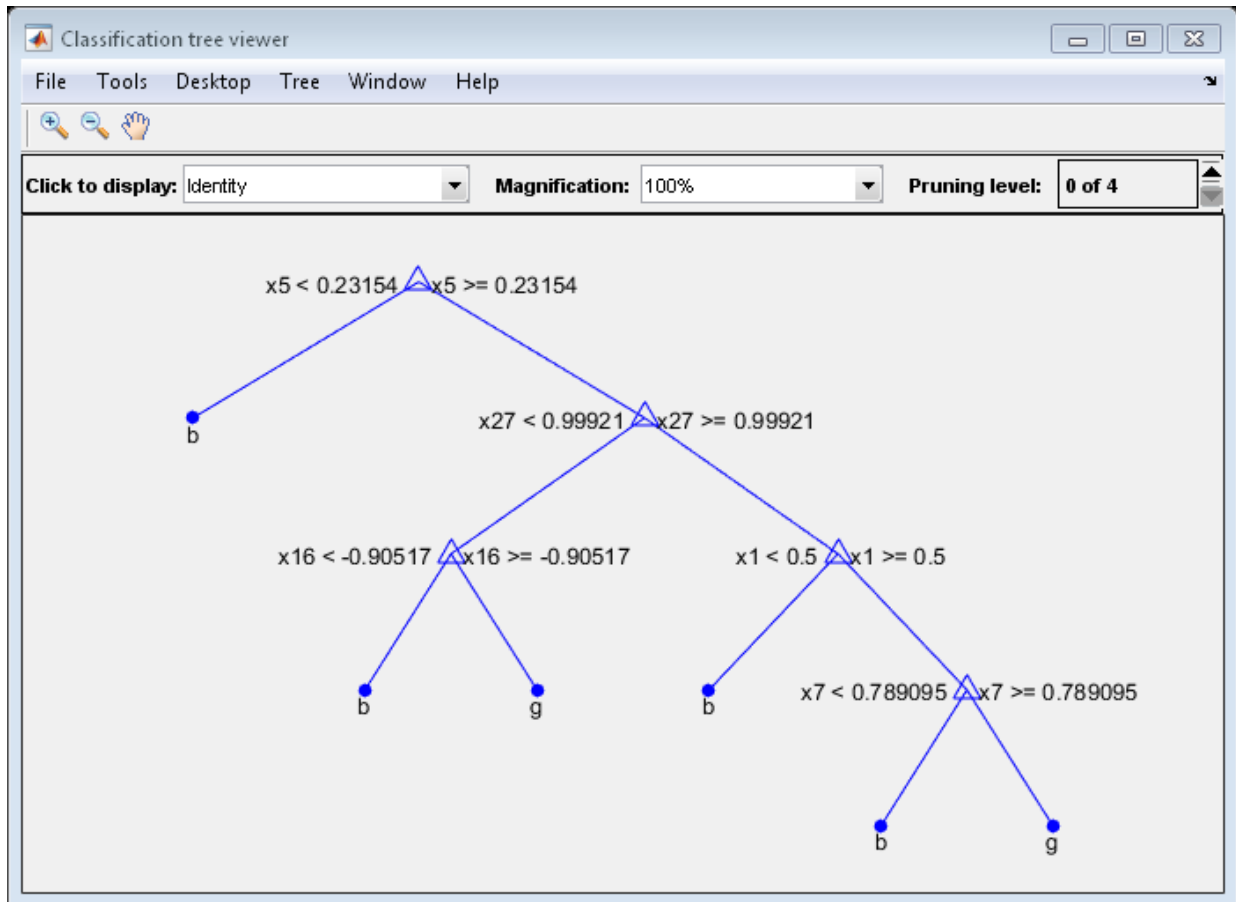 Classification tree viewer
File Tools Desktop Tree Window Help
Click to display: Identity Magnification: 100% Pruning level: 0 of 4
x5 < 0.23154 x5 >= 0.23154
b
x27 < 0.99921 x27 >= 0.99921
x16 < -0.90517 x16 >= -0.90517 x1 < 0.5 x1 >= 0.5
b g b
x7 < 0.789095 x7 >= 0.789095
b g